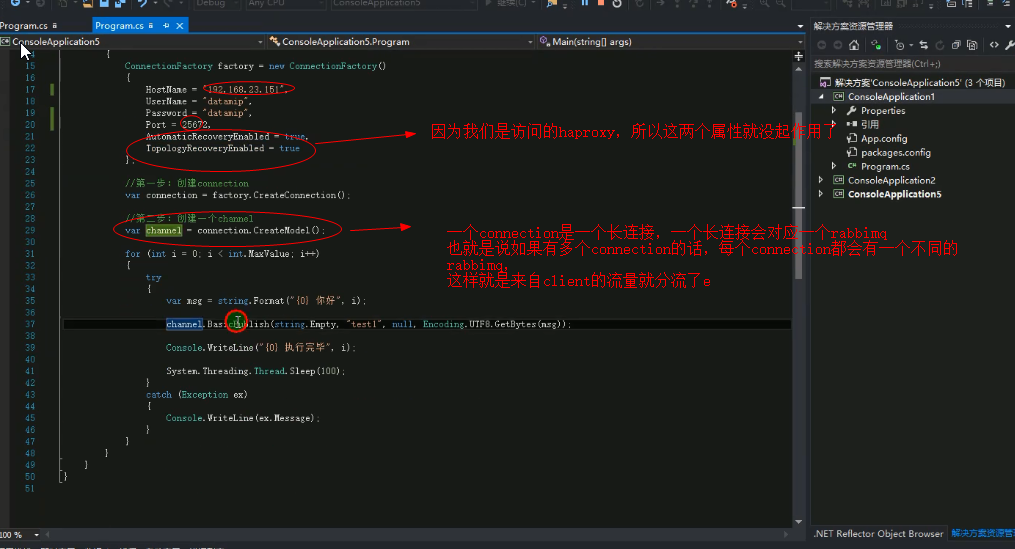 Debug
Any CPU
ConsoleApplication5
Program.cs
Program.cs
ConsoleApplication5
ConsoleApplication5.Program
Main(string[] args)
14 {
15 ConnectionFactory factory = new ConnectionFactory()
16 {
17 HostName = "192.168.23.151",
18 UserName = "datamip",
19 Password = "datamip",
20 Port = 25672,
21 AutomaticRecoveryEnabled = true,
22 TopologyRecoveryEnabled = true
23 };
24
25 //第一步：创建connection
26 var connection = factory.CreateConnection();
27
28 //第二步：创建一个channel
29 var channel = connection.CreateModel();
30
31 for (int i = 0; i < int.MaxValue; i++)
32 {
33 try
34 {
35 var msg = string.Format("{0} 你好", i);
36
37 channel.BasicPublish(string.Empty, "test1", null, Encoding.UTF8.GetBytes(msg));
38
39 Console.WriteLine("{0} 执行完毕", i);
40
41 System.Threading.Thread.Sleep(100);
42 }
43 catch (Exception ex)
44 {
45 Console.WriteLine(ex.Message);
46 }
47 }
48 }
49 }
50 }
51
因为我们是访问的haproxy，所以这两个属性就没起作用了
一个connection是一个长连接，一个长连接会对应一个rabbimq
也就是说如果有多个connection的话，每个connection都会有一个不同的
rabbimq，
这样就是来自client的流量就分流了e
100 %
解决方案资源管理器
搜索解决方案资源管理器(Ctrl+;)
解决方案'ConsoleApplication5' (3 个项目)
ConsoleApplication1
Properties
引用
App.config
packages.config
Program.cs
ConsoleApplication2
ConsoleApplication5
.NET Reflector Object Browser
解决方案资源管